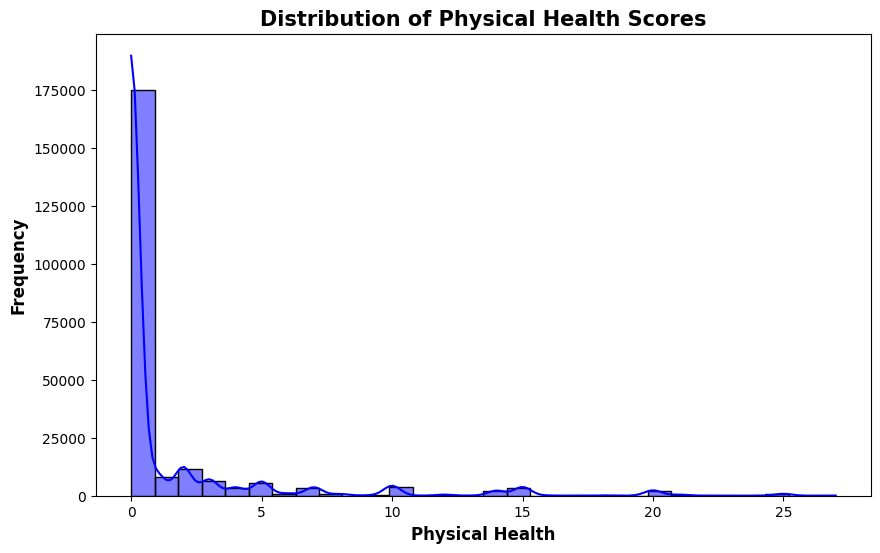 Distribution of Physical Health Scores
Frequency
175000
150000
125000
100000
75000
50000
25000
0
0 5 10 15 20 25
Physical Health